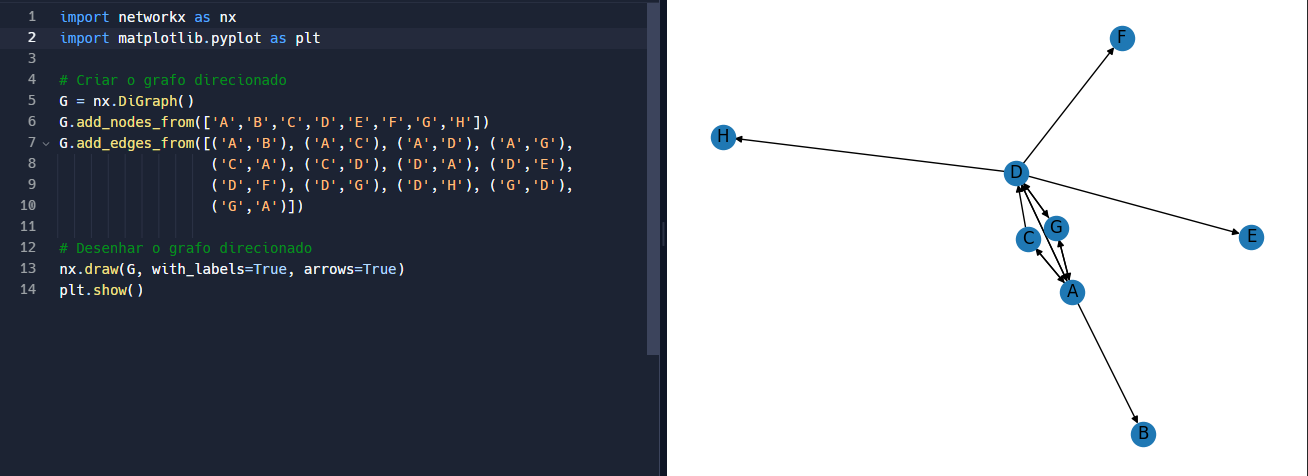 1 import networkx as nx
2 import matplotlib.pyplot as plt
3
4 # Criar o grafo direcionado
5 G = nx.DiGraph()
6 G.add_nodes_from(['A','B','C','D','E','F','G','H'])
7 G.add_edges_from([('A','B'), ('A','C'), ('A','D'), ('A','G'),
8 ('C','A'), ('C','D'), ('D','A'), ('D','E'),
9 ('D','F'), ('D','G'), ('D','H'), ('G','D'),
10 ('G','A')])
11
12 # Desenhar o grafo direcionado
13 nx.draw(G, with_labels=True, arrows=True)
14 plt.show()
F
H
D
G
C
E
A
B